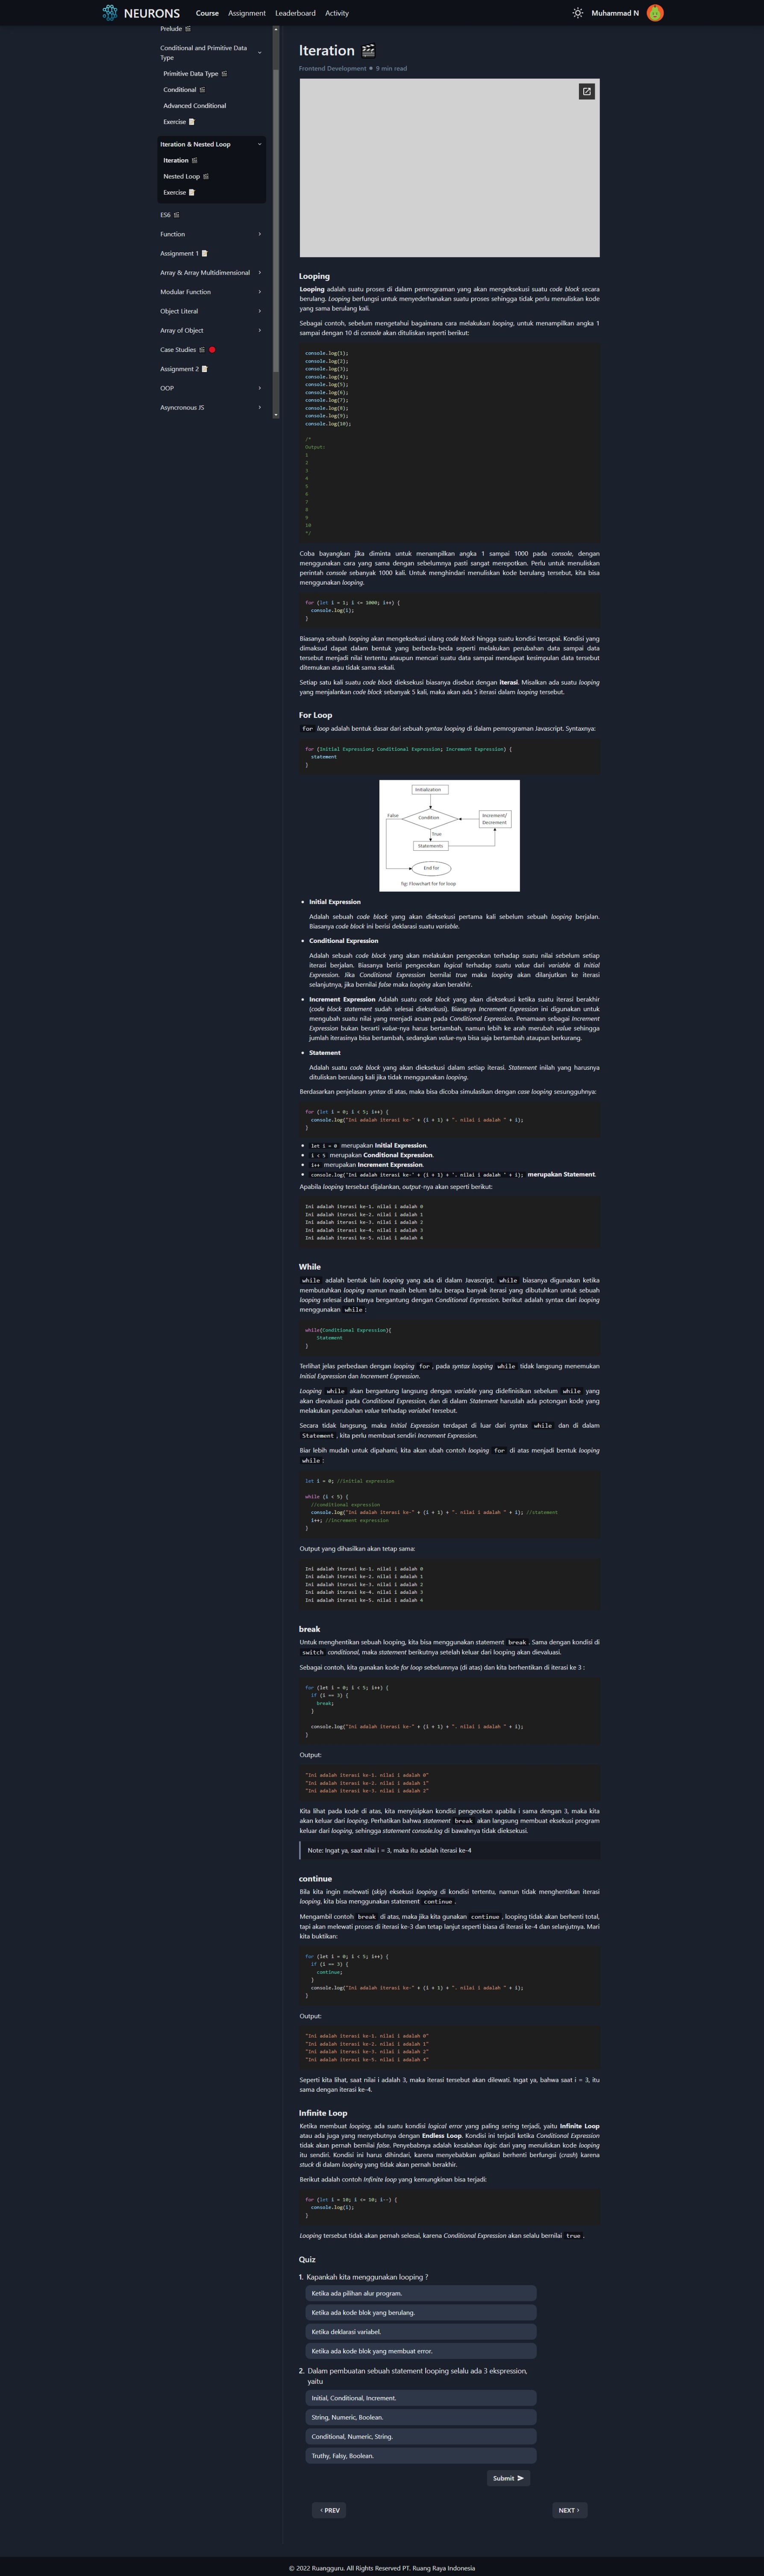 NEURONS Course Assignment Leaderboard Activity Muhammad N
Prelude
Conditional and Primitive Data
Type
Primitive Data Type
Conditional
Advanced Conditional
Exercise
Iteration & Nested Loop
Iteration
Nested Loop
Exercise
ES6
Function
Assignment 1
Array & Array Multidimensional
Modular Function
Object Literal
Array of Object
Case Studies
Assignment 2
OOP
Asyncronous JS
Iteration
Frontend Development • 9 min read
Looping
Looping adalah suatu proses di dalam pemrograman yang akan mengeksekusi suatu code block secara
berulang. Looping berfungsi untuk menyederhanakan suatu proses sehingga tidak perlu menuliskan kode
yang sama berulang kali.
Sebagai contoh, sebelum mengetahui bagaimana cara melakukan looping, untuk menampilkan angka 1
sampai dengan 10 di console akan dituliskan seperti berikut:
console.log(1);
console.log(2);
console.log(3);
console.log(4);
console.log(5);
console.log(6);
console.log(7);
console.log(8);
console.log(9);
console.log(10);
/*
Output:
1
2
3
4
5
6
7
8
9
10
*/
Coba bayangkan jika diminta untuk menampilkan angka 1 sampai 1000 pada console, dengan
menggunakan cara yang sama dengan sebelumnya pasti sangat merepotkan. Perlu untuk menuliskan
perintah console sebanyak 1000 kali. Untuk menghindari menuliskan kode berulang tersebut, kita bisa
menggunakan looping.
for (let i = 1; i <= 1000; i++) {
console.log(i);
}
Biasanya sebuah looping akan mengeksekusi ulang code block hingga suatu kondisi tercapai. Kondisi yang
dimaksud dapat dalam bentuk yang berbeda-beda seperti melakukan perubahan data sampai data
tersebut menjadi nilai tertentu ataupun mencari suatu data sampai mendapat kesimpulan data tersebut
ditemukan atau tidak sama sekali.
Setiap satu kali suatu code block dieksekusi biasanya disebut dengan iterasi. Misalkan ada suatu looping
yang menjalankan code block sebanyak 5 kali, maka akan ada 5 iterasi dalam looping tersebut.
For Loop
for loop adalah bentuk dasar dari sebuah syntax looping di dalam pemrograman Javascript. Syntaxnya:
for (Initial Expression; Conditional Expression; Increment Expression) {
statement
}
Initialization
False
Condition
Increment/
Decrement
True
Statements
End for
fig: Flowchart for for loop
• Initial Expression
Adalah sebuah code block yang akan dieksekusi pertama kali sebelum sebuah looping berjalan.
Biasanya code block ini berisi deklarasi suatu variable.
• Conditional Expression
Adalah sebuah code block yang akan melakukan pengecekan terhadap suatu nilai sebelum setiap
iterasi berjalan. Biasanya berisi pengecekan logical terhadap suatu value dari variable di Initial
Expression. Jika Conditional Expression bernilai true maka looping akan dilanjutkan ke iterasi
selanjutnya, jika bernilai false maka looping akan berakhir.
• Increment Expression Adalah suatu code block yang akan dieksekusi ketika suatu iterasi berakhir
(code block statement sudah selesai dieksekusi). Biasanya Increment Expression ini digunakan untuk
mengubah suatu nilai yang menjadi acuan pada Conditional Expression. Penamaan sebagai Increment
Expression bukan berarti value-nya harus bertambah, namun lebih ke arah merubah value sehingga
jumlah iterasinya bisa bertambah, sedangkan value-nya bisa saja bertambah ataupun berkurang.
• Statement
Adalah suatu code block yang akan dieksekusi dalam setiap iterasi. Statement inilah yang harusnya
dituliskan berulang kali jika tidak menggunakan looping.
Berdasarkan penjelasan syntax di atas, maka bisa dicoba simulasikan dengan case looping sesungguhnya:
for (let i = 0; i < 5; i++) {
console.log("Ini adalah iterasi ke-" + (i + 1) + ". nilai i adalah " + i);
}
• let i = 0 merupakan Initial Expression.
• i < 5 merupakan Conditional Expression.
• i++ merupakan Increment Expression.
• console.log("Ini adalah iterasi ke-" + (i + 1) + ". nilai i adalah " + i); merupakan Statement.
Apabila looping tersebut dijalankan, output-nya akan seperti berikut:
Ini adalah iterasi ke-1. nilai i adalah 0
Ini adalah iterasi ke-2. nilai i adalah 1
Ini adalah iterasi ke-3. nilai i adalah 2
Ini adalah iterasi ke-4. nilai i adalah 3
Ini adalah iterasi ke-5. nilai i adalah 4
While
while adalah bentuk lain looping yang ada di dalam Javascript. while biasanya digunakan ketika
membutuhkan looping namun masih belum tahu berapa banyak iterasi yang dibutuhkan untuk sebuah
looping selesai dan hanya bergantung dengan Conditional Expression. berikut adalah syntax dari looping
menggunakan while :
while(Conditional Expression){
Statement
}
Terlihat jelas perbedaan dengan looping for , pada syntax looping while tidak langsung menemukan
Initial Expression dan Increment Expression.
Looping while akan bergantung langsung dengan variable yang didefinisikan sebelum while yang
akan dievaluasi pada Conditional Expression, dan di dalam Statement haruslah ada potongan kode yang
melakukan perubahan value terhadap variabel tersebut.
Secara tidak langsung, maka Initial Expression terdapat di luar dari syntax while dan di dalam
Statement , kita perlu membuat sendiri Increment Expression.
Biar lebih mudah untuk dipahami, kita akan ubah contoh looping for di atas menjadi bentuk looping
while :
let i = 0; //initial expression
while (i < 5) {
//conditional expression
console.log("Ini adalah iterasi ke-" + (i + 1) + ". nilai i adalah " + i); //statement
i++; //increment expression
}
Output yang dihasilkan akan tetap sama:
Ini adalah iterasi ke-1. nilai i adalah 0
Ini adalah iterasi ke-2. nilai i adalah 1
Ini adalah iterasi ke-3. nilai i adalah 2
Ini adalah iterasi ke-4. nilai i adalah 3
Ini adalah iterasi ke-5. nilai i adalah 4
break
Untuk menghentikan sebuah looping, kita bisa menggunakan statement break . Sama dengan kondisi di
switch conditional, maka statement berikutnya setelah keluar dari looping akan dievaluasi.
Sebagai contoh, kita gunakan kode for loop sebelumnya (di atas) dan kita berhentikan di iterasi ke 3 :
for (let i = 0; i < 5; i++) {
if (i == 3) {
break;
}
console.log("Ini adalah iterasi ke-" + (i + 1) + ". nilai i adalah " + i);
}
Output:
"Ini adalah iterasi ke-1. nilai i adalah 0"
"Ini adalah iterasi ke-2. nilai i adalah 1"
"Ini adalah iterasi ke-3. nilai i adalah 2"
Kita lihat pada kode di atas, kita menyisipkan kondisi pengecekan apabila i sama dengan 3, maka kita
akan keluar dari looping. Perhatikan bahwa statement break akan langsung membuat eksekusi program
keluar dari looping, sehingga statement console.log di bawahnya tidak dieksekusi.
Note: Ingat ya, saat nilai i = 3, maka itu adalah iterasi ke-4
continue
Bila kita ingin melewati (skip) eksekusi looping di kondisi tertentu, namun tidak menghentikan iterasi
looping, kita bisa menggunakan statement continue .
Mengambil contoh break di atas, maka jika kita gunakan continue , looping tidak akan berhenti total,
tapi akan melewati proses di iterasi ke-3 dan tetap lanjut seperti biasa di iterasi ke-4 dan selanjutnya. Mari
kita buktikan:
for (let i = 0; i < 5; i++) {
if (i == 3) {
continue;
}
console.log("Ini adalah iterasi ke-" + (i + 1) + ". nilai i adalah " + i);
}
Output:
"Ini adalah iterasi ke-1. nilai i adalah 0"
"Ini adalah iterasi ke-2. nilai i adalah 1"
"Ini adalah iterasi ke-3. nilai i adalah 2"
"Ini adalah iterasi ke-5. nilai i adalah 4"
Seperti kita lihat, saat nilai i adalah 3, maka iterasi tersebut akan dilewati. Ingat ya, bahwa saat i = 3, itu
sama dengan iterasi ke-4.
Infinite Loop
Ketika membuat looping, ada suatu kondisi logical error yang paling sering terjadi, yaitu Infinite Loop
atau ada juga yang menyebutnya dengan Endless Loop. Kondisi ini terjadi ketika Conditional Expression
tidak akan pernah bernilai false. Penyebabnya adalah kesalahan logic dari yang menuliskan kode looping
itu sendiri. Kondisi ini harus dihindari, karena menyebabkan aplikasi berhenti berfungsi (crash) karena
stuck di dalam looping yang tidak akan pernah berakhir.
Berikut adalah contoh Infinite loop yang kemungkinan bisa terjadi:
for (let i = 10; i <= 10; i--) {
console.log(i);
}
Looping tersebut tidak akan pernah selesai, karena Conditional Expression akan selalu bernilai true .
Quiz
1. Kapankah kita menggunakan looping ?
Ketika ada pilihan alur program.
Ketika ada kode blok yang berulang.
Ketika deklarasi variabel.
Ketika ada kode blok yang membuat error.
2. Dalam pembuatan sebuah statement looping selalu ada 3 ekspression,
yaitu
Initial, Conditional, Increment.
String, Numeric, Boolean.
Conditional, Numeric, String.
Truthy, Falsy, Boolean.
Submit
PREV
NEXT
© 2022 Ruangguru. All Rights Reserved PT. Ruang Raya Indonesia